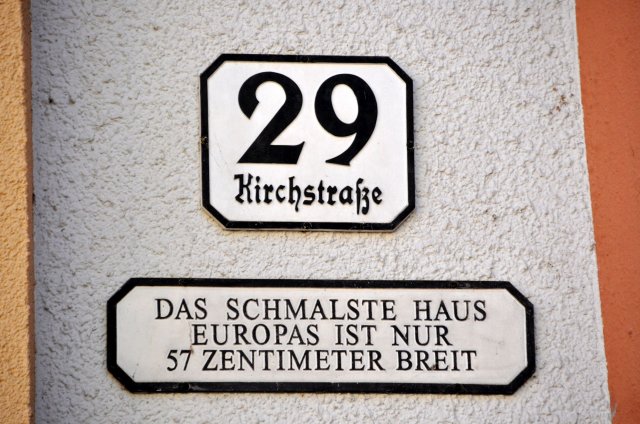 29
Kirchstraße
DAS SCHMALSTE HAUS
EUROPAS IST NUR
57 ZENTIMETER BREIT